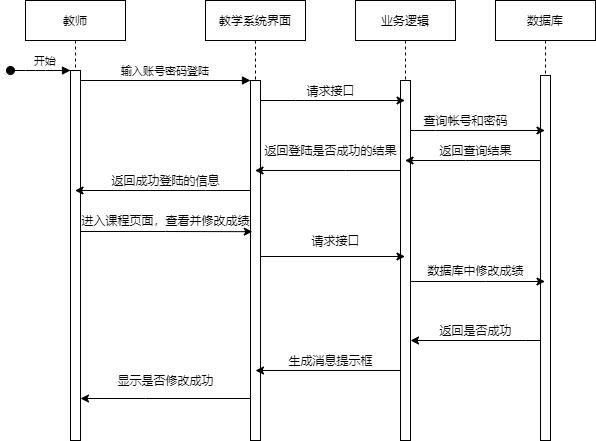 教师
教学系统界面
业务逻辑
数据库
开始
输入账号密码登陆
请求接口
查询帐号和密码
返回登陆是否成功的结果
返回查询结果
返回成功登陆的信息
进入课程页面，查看并修改成绩
请求接口
数据库中修改成绩
返回是否成功
生成消息提示框
显示是否修改成功